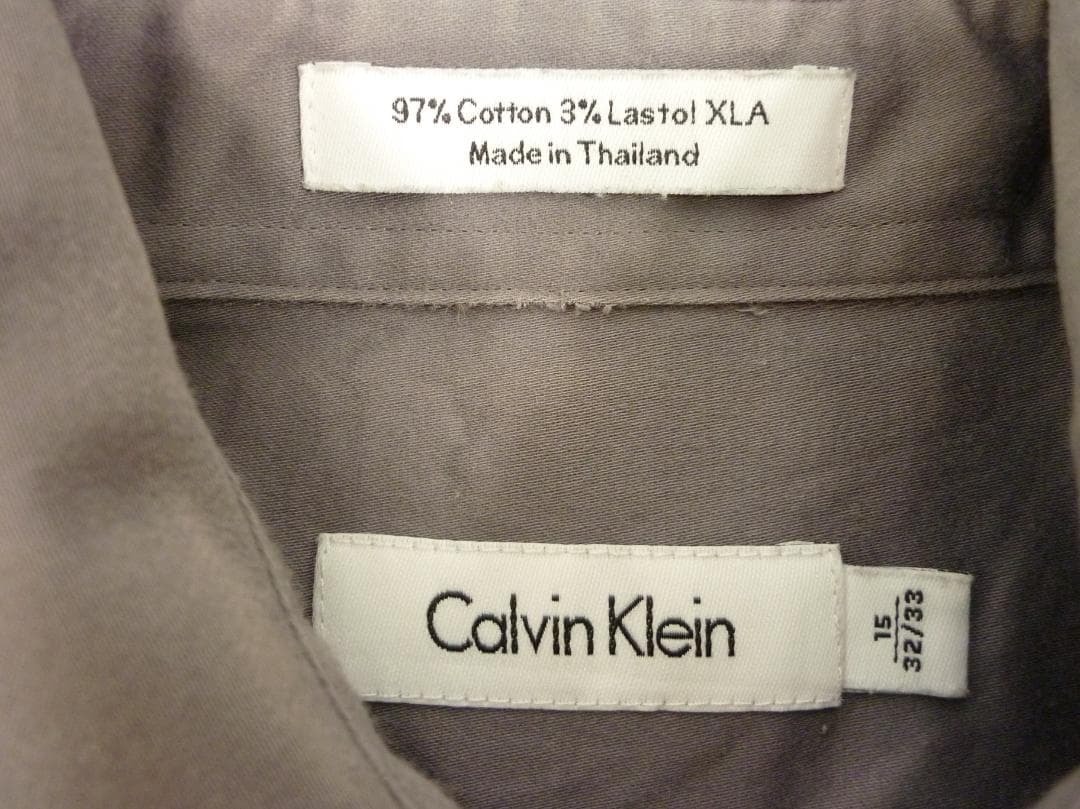 97% Cotton 3% Lastol XLA
Made in Thailand
Calvin Klein
15
32/33